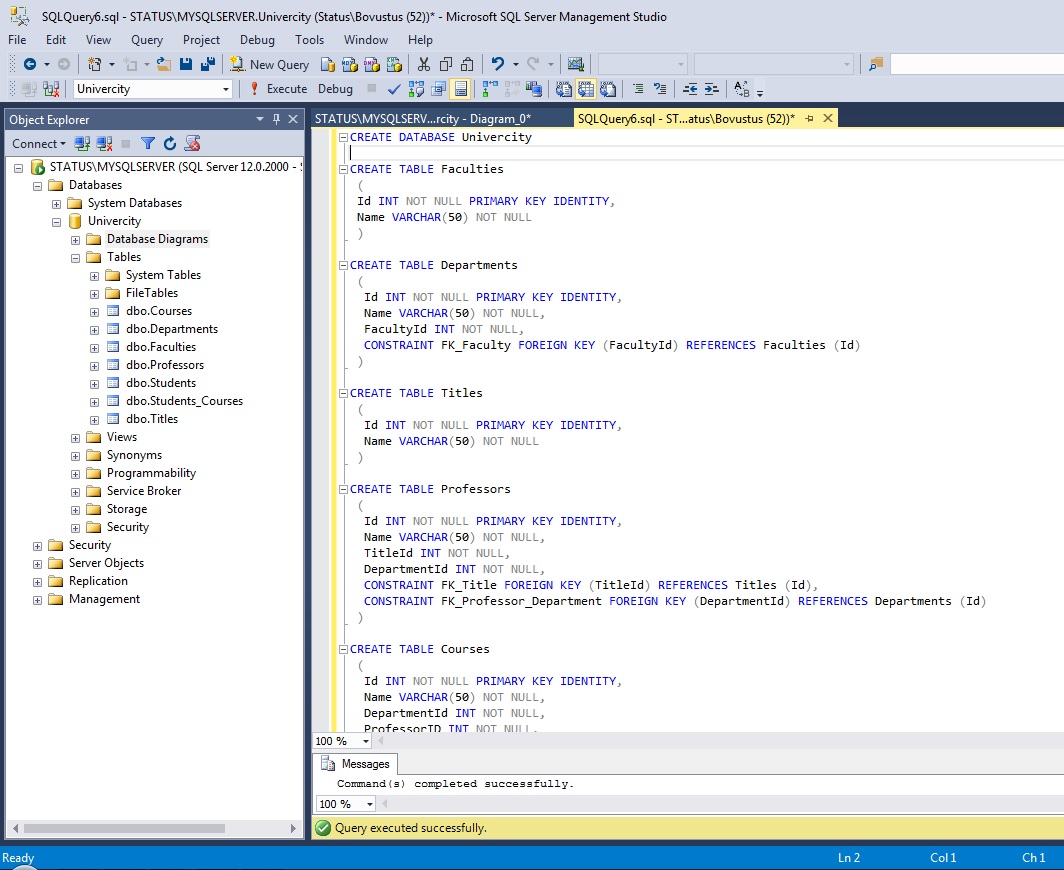 SQLQuery6.sql - STATUS\MYSQLSERVER.Univercity (Status\Bovustus (52))* - Microsoft SQL Server Management Studio
File Edit View Query Project Debug Tools Window Help
New Query
Univercity Execute Debug
Object Explorer
Connect
STATUS\MYSQLSERVER (SQL Server 12.0.2000 - S
Databases
System Databases
Univercity
Database Diagrams
Tables
System Tables
FileTables
dbo.Courses
dbo.Departments
dbo.Faculties
dbo.Professors
dbo.Students
dbo.Students_Courses
dbo.Titles
Views
Synonyms
Programmability
Service Broker
Storage
Security
Security
Server Objects
Replication
Management
STATUS\MYSQLSERV...rcity - Diagram_0* SQLQuery6.sql - ST...atus\Bovustus (52))*
CREATE DATABASE Univercity
CREATE TABLE Faculties
(
Id INT NOT NULL PRIMARY KEY IDENTITY,
Name VARCHAR(50) NOT NULL
)
CREATE TABLE Departments
(
Id INT NOT NULL PRIMARY KEY IDENTITY,
Name VARCHAR(50) NOT NULL,
FacultyId INT NOT NULL,
CONSTRAINT FK_Faculty FOREIGN KEY (FacultyId) REFERENCES Faculties (Id)
)
CREATE TABLE Titles
(
Id INT NOT NULL PRIMARY KEY IDENTITY,
Name VARCHAR(50) NOT NULL
)
CREATE TABLE Professors
(
Id INT NOT NULL PRIMARY KEY IDENTITY,
Name VARCHAR(50) NOT NULL,
TitleId INT NOT NULL,
DepartmentId INT NOT NULL,
CONSTRAINT FK_Title FOREIGN KEY (TitleId) REFERENCES Titles (Id),
CONSTRAINT FK_Professor_Department FOREIGN KEY (DepartmentId) REFERENCES Departments (Id)
)
CREATE TABLE Courses
(
Id INT NOT NULL PRIMARY KEY IDENTITY,
Name VARCHAR(50) NOT NULL,
DepartmentId INT NOT NULL,
ProfessorID INT NOT NULL,
100 %
Messages
Command(s) completed successfully.
100 %
Query executed successfully.
Ready Ln 2 Col 1 Ch 1